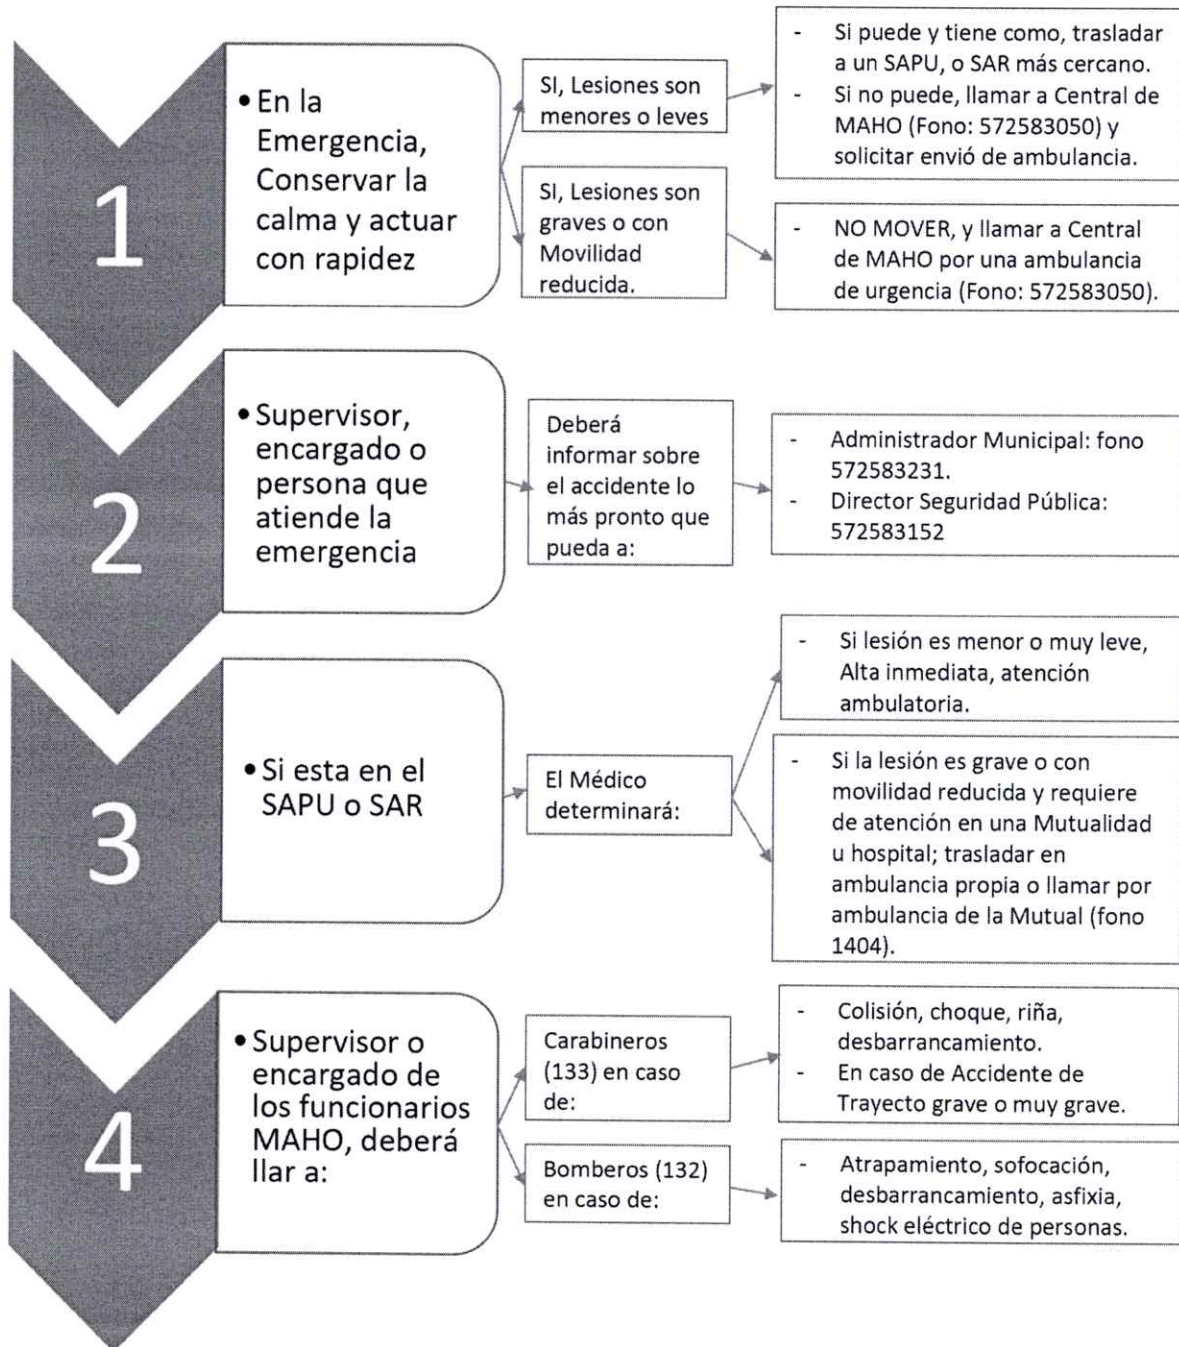 1
• En la
Emergencia,
Conservar la
calma y actuar
con rapidez
SI, Lesiones son
menores o leves
- Si puede y tiene como, trasladar
a un SAPU, o SAR más cercano.
- Si no puede, llamar a Central de
MAHO (Fono: 572583050) y
solicitar envió de ambulancia.
SI, Lesiones son
graves o con
Movilidad
reducida.
- NO MOVER, y llamar a Central
de MAHO por una ambulancia
de urgencia (Fono: 572583050).
2
• Supervisor,
encargado o
persona que
atiende la
emergencia
Deberá
informar sobre
el accidente lo
más pronto que
pueda a:
- Administrador Municipal: fono
572583231.
- Director Seguridad Pública:
572583152
3
• Si esta en el
SAPU o SAR
El Médico
determinará:
- Si lesión es menor o muy leve,
Alta inmediata, atención
ambulatoria.
- Si la lesión es grave o con
movilidad reducida y requiere
de atención en una Mutualidad
u hospital; trasladar en
ambulancia propia o llamar por
ambulancia de la Mutual (fono
1404).
4
• Supervisor o
encargado de
los funcionarios
MAHO, deberá
llar a:
Carabineros
(133) en caso
de:
- Colisión, choque, riña,
desbarrancamiento.
- En caso de Accidente de
Trayecto grave o muy grave.
Bomberos (132)
en caso de:
- Atrapamiento, sofocación,
desbarrancamiento, asfixia,
shock eléctrico de personas.